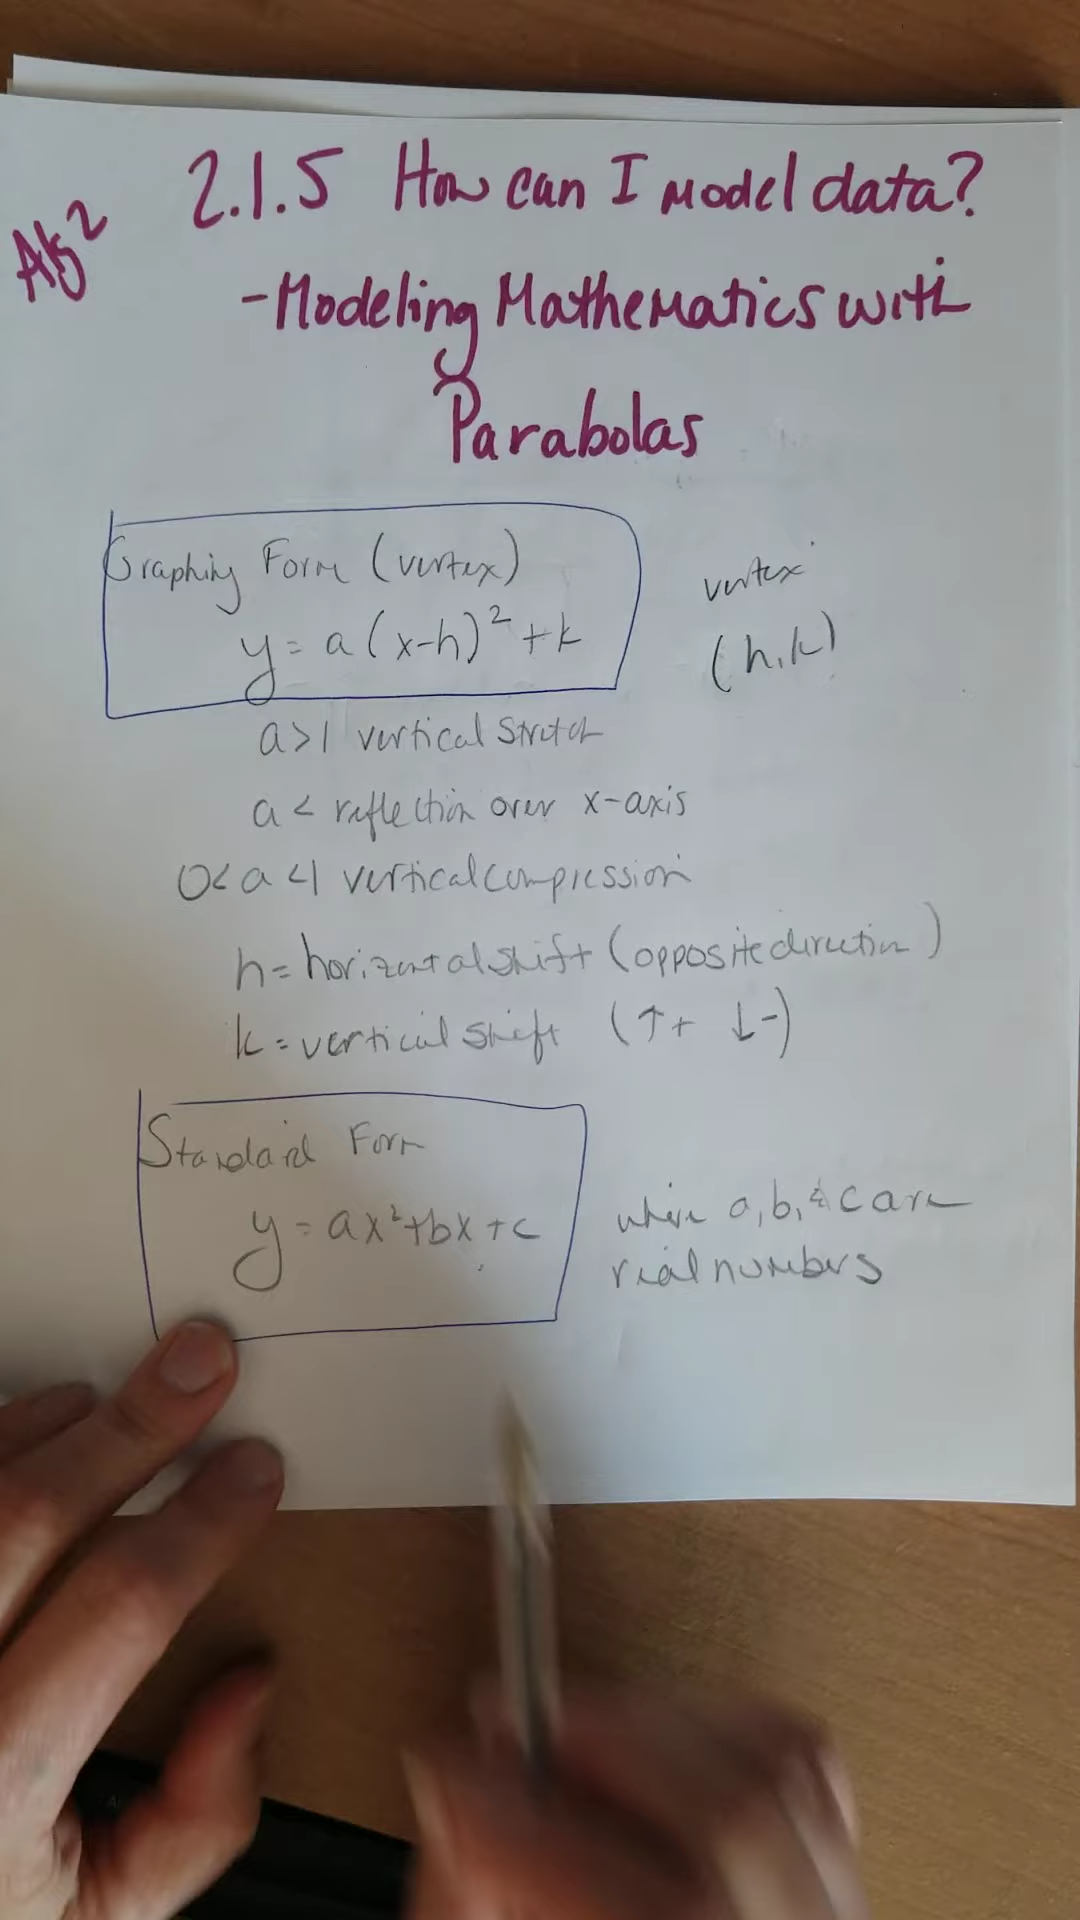 Alg 2
2.1.5 How can I model data?
- Modeling Mathematics with
Parabolas
Graphing Form (vertex)
y = a(x-h)² + k
vertex
(h,k)
a>1 vertical stretch
a< reflection over x-axis
0<a<1 vertical compression
h = horizontal shift (opposite direction)
k = vertical shift (↑+ ↓-)
Standard Form
y = ax²+bx+c
where a, b, & c are
real numbers